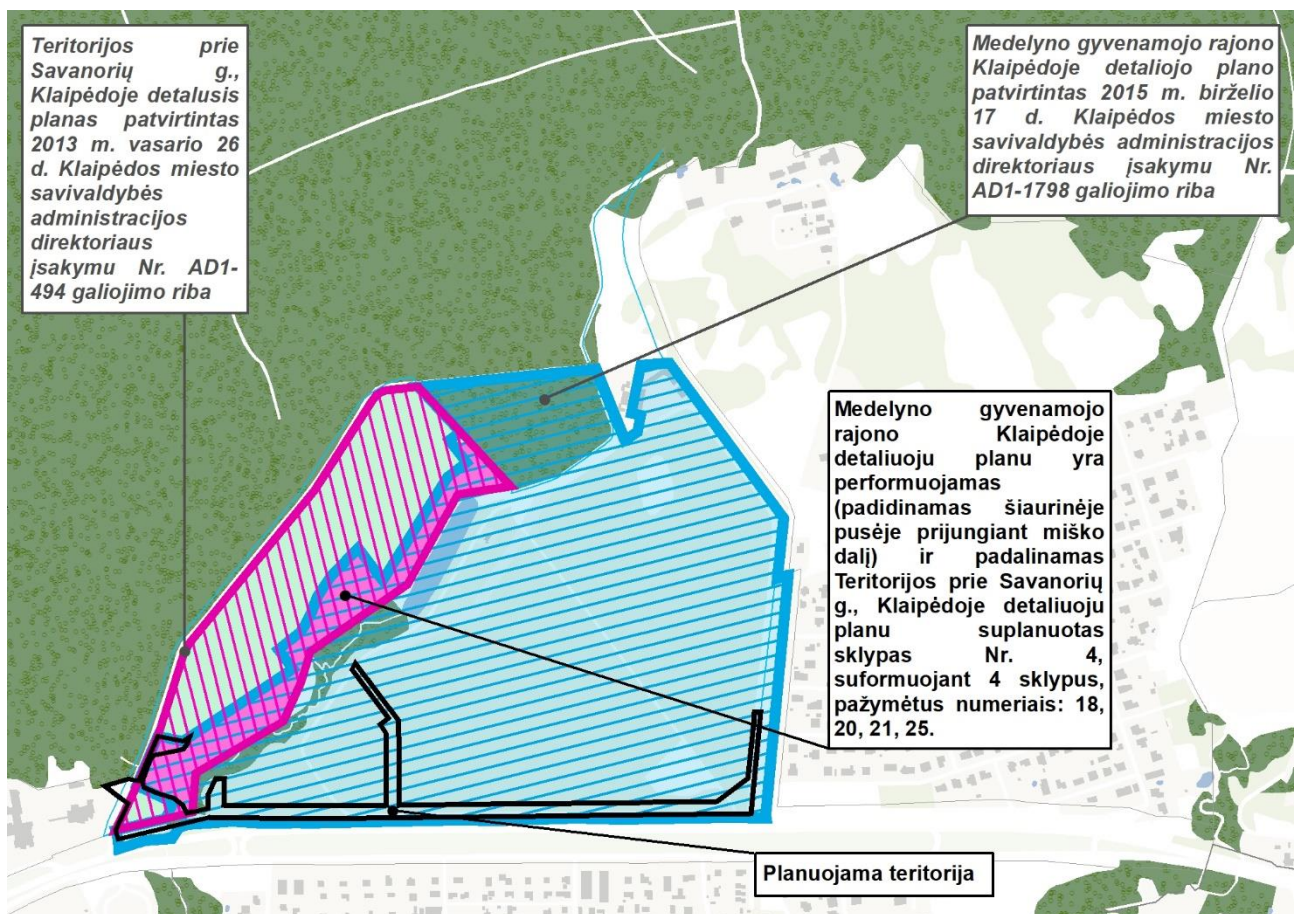 Teritorijos prie
Savanorių g.,
Klaipėdoje detalusis
planas patvirtintas
2013 m. vasario 26
d. Klaipėdos miesto
savivaldybės
administracijos
direktoriaus
įsakymu Nr. AD1-
494 galiojimo riba
Medelyno gyvenamojo rajono
Klaipėdoje detaliojo plano
patvirtintas 2015 m. birželio
17 d. Klaipėdos miesto
savivaldybės administracijos
direktoriaus įsakymu Nr.
AD1-1798 galiojimo riba
Medelyno gyvenamojo
rajono Klaipėdoje
detaliuoju planu yra
performuojamas
(padidinamas šiaurinėje
pusėje prijungiant miško
dalį) ir padalinamas
Teritorijos prie Savanorių
g., Klaipėdoje detaliuoju
planu suplanuotas
sklypas Nr. 4,
suformuojant 4 sklypus,
pažymėtus numeriais: 18,
20, 21, 25.
Planuojama teritorija